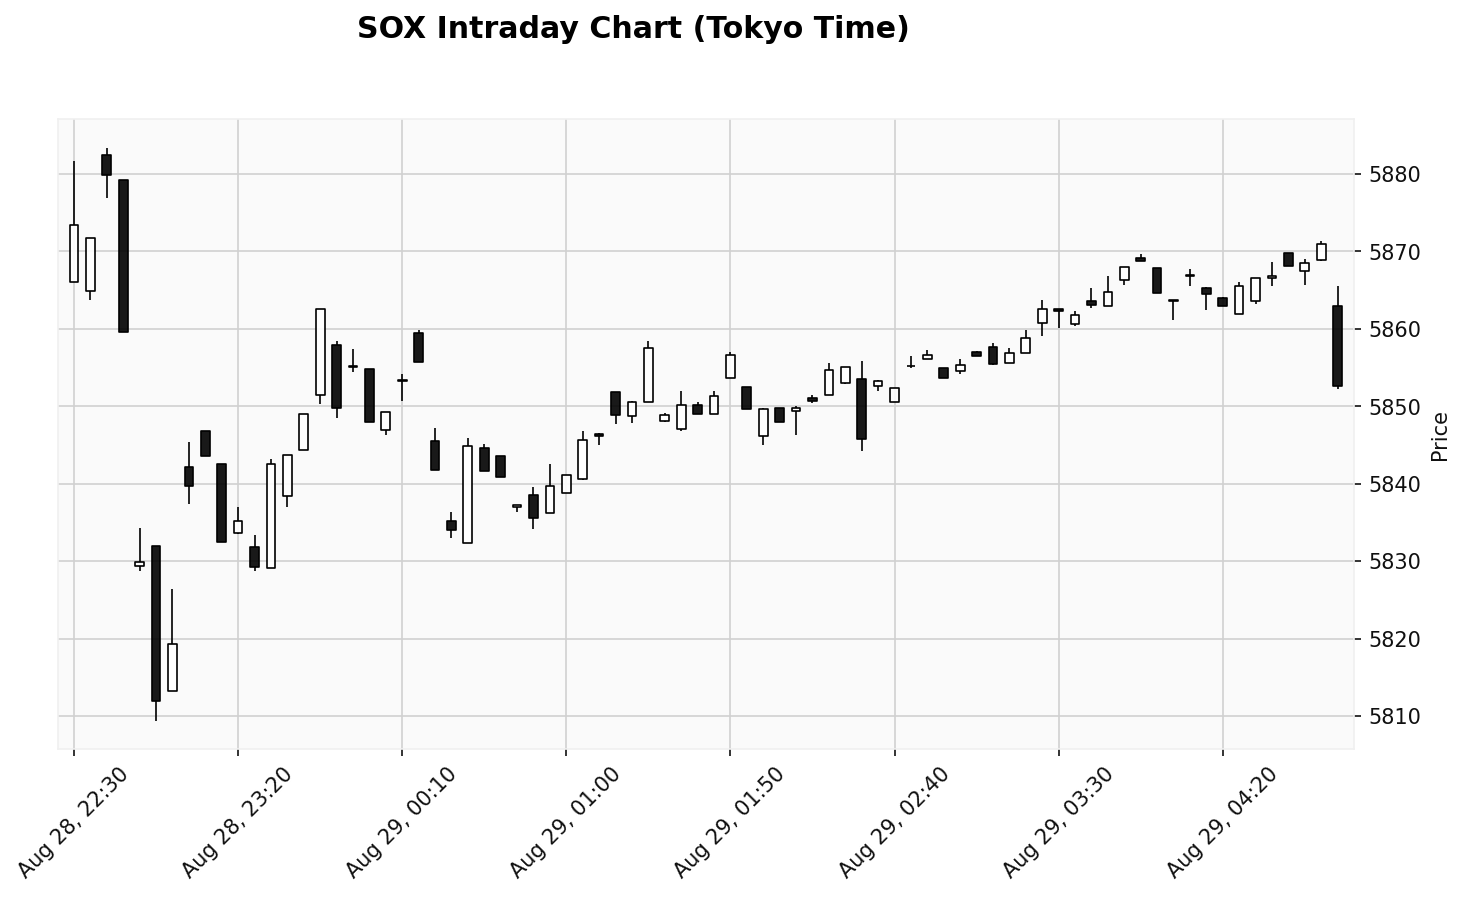 SOX Intraday Chart (Tokyo Time)
5880
5870
5860
5850
5840
5830
5820
5810
Price
Aug 28, 22:30
Aug 28, 23:20
Aug 29, 00:10
Aug 29, 01:00
Aug 29, 01:50
Aug 29, 02:40
Aug 29, 03:30
Aug 29, 04:20